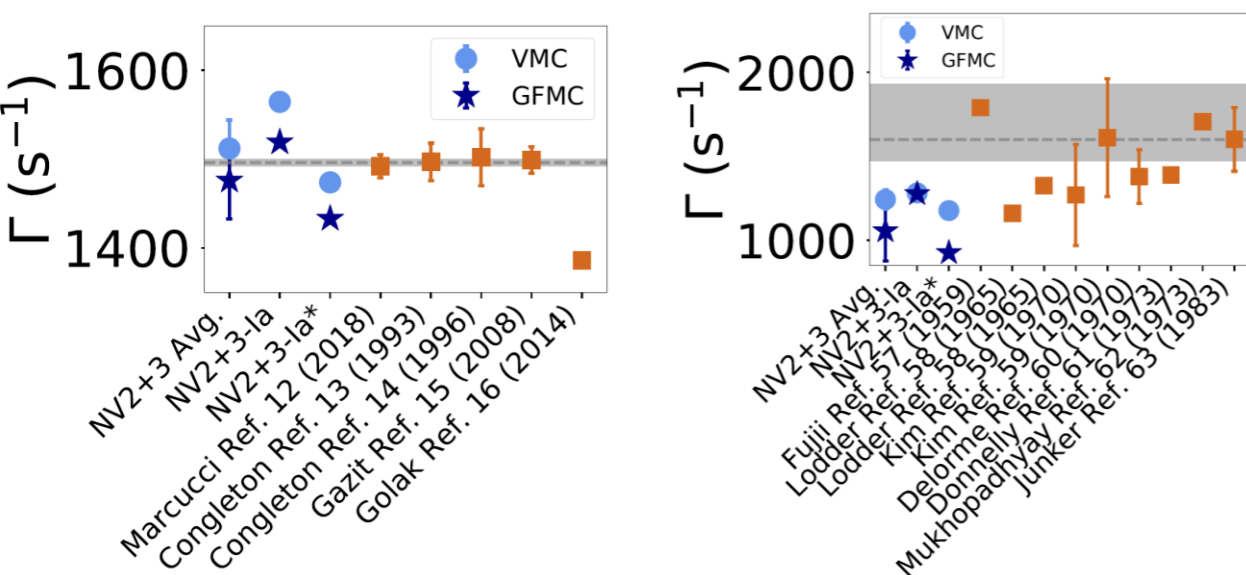 1600
1400
Γ (s⁻¹)
VMC
GFMC
NV2+3 Avg.
NV2+3-Ia
NV2+3-Ia*
Marcucci Ref. 12 (2018)
Congleton Ref. 13 (1993)
Congleton Ref. 14 (1996)
Gazit Ref. 15 (2008)
Golak Ref. 16 (2014)
2000
1000
Γ (s⁻¹)
VMC
GFMC
NV2+3 Avg.
NV2+3-Ia
NV2+3-Ia*
Fujii Ref. 57 (1959)
Lodder Ref. 58 (1965)
Lodder Ref. 58 (1965)
Kim Ref. 59 (1970)
Kim Ref. 59 (1970)
Delorme Ref. 60 (1970)
Donnelly Ref. 61 (1973)
Mukhopadhyay Ref. 62 (1973)
Junker Ref. 63 (1983)